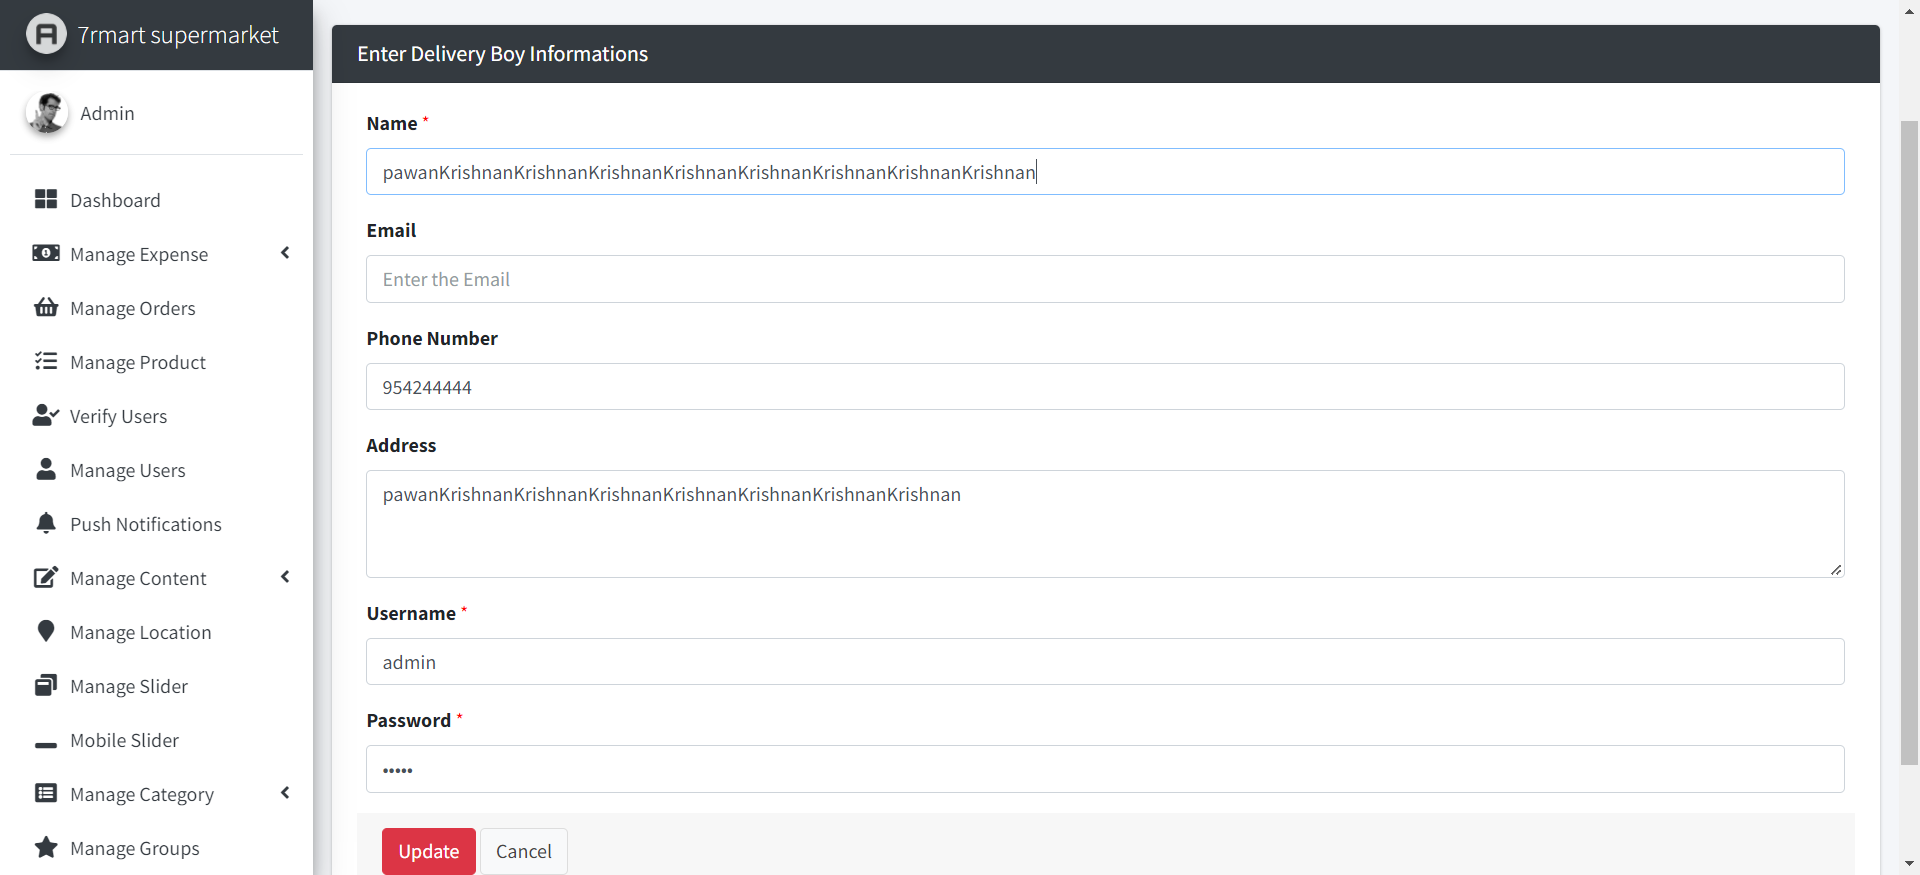 7rmart supermarket
Admin
Dashboard
Manage Expense
Manage Orders
Manage Product
Verify Users
Manage Users
Push Notifications
Manage Content
Manage Location
Manage Slider
Mobile Slider
Manage Category
Manage Groups
Enter Delivery Boy Informations
Name *
pawanKrishnanKrishnanKrishnanKrishnanKrishnanKrishnanKrishnanKrishnan
Email
Enter the Email
Phone Number
954244444
Address
pawanKrishnanKrishnanKrishnanKrishnanKrishnanKrishnanKrishnan
Username *
admin
Password *
•••••
Update Cancel